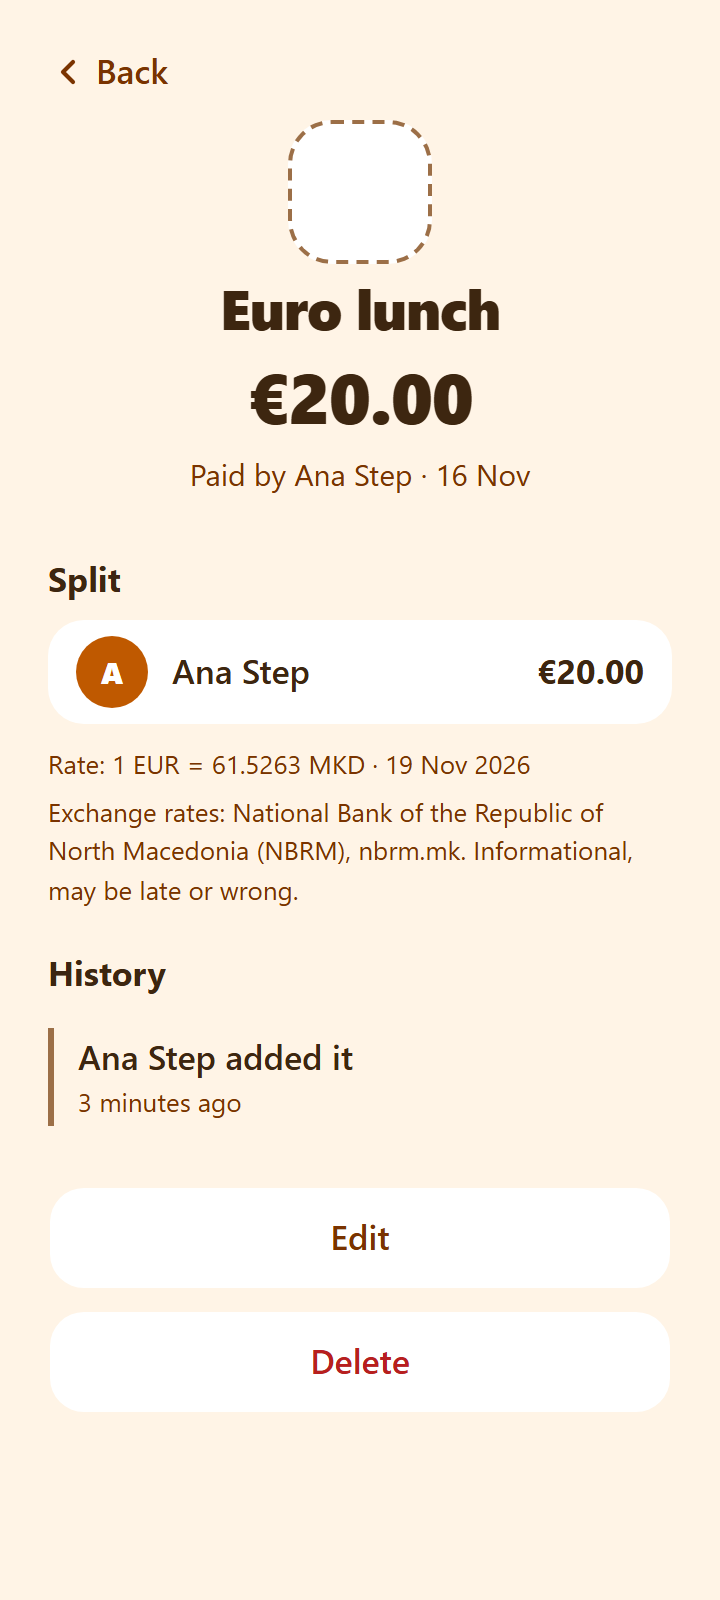 Back
Euro lunch
€20.00
Paid by Ana Step · 16 Nov
Split
A Ana Step €20.00
Rate: 1 EUR = 61.5263 MKD · 19 Nov 2026
Exchange rates: National Bank of the Republic of
North Macedonia (NBRM), nbrm.mk. Informational,
may be late or wrong.
History
Ana Step added it
3 minutes ago
Edit
Delete